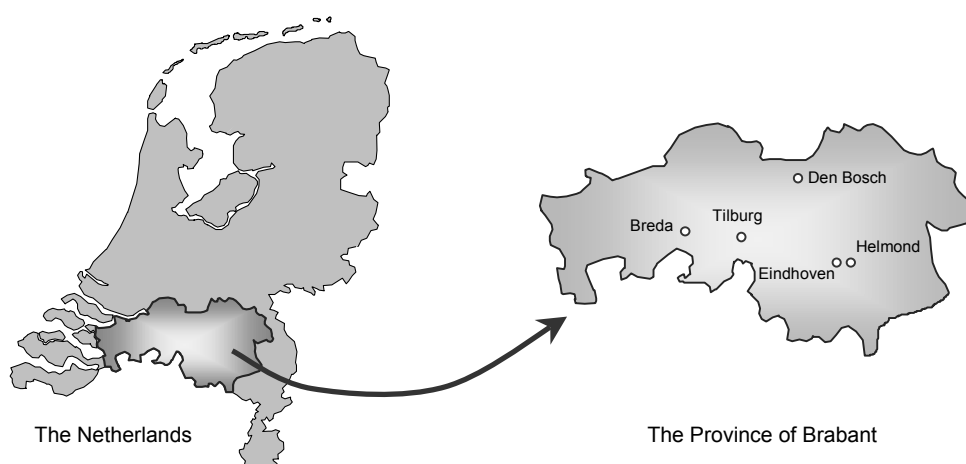 Den Bosch
Tilburg
Breda
Helmond
Eindhoven
The Netherlands
The Province of Brabant